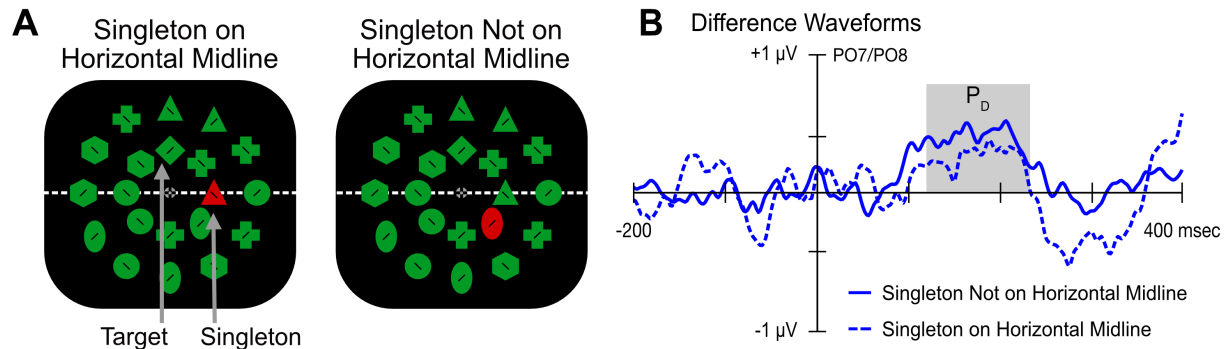 A
Singleton on
Horizontal Midline
Singleton Not on
Horizontal Midline
Target
Singleton
B
Difference Waveforms
+1 µV
PO7/PO8
PD
-200
400 msec
-1 µV
Singleton Not on Horizontal Midline
Singleton on Horizontal Midline